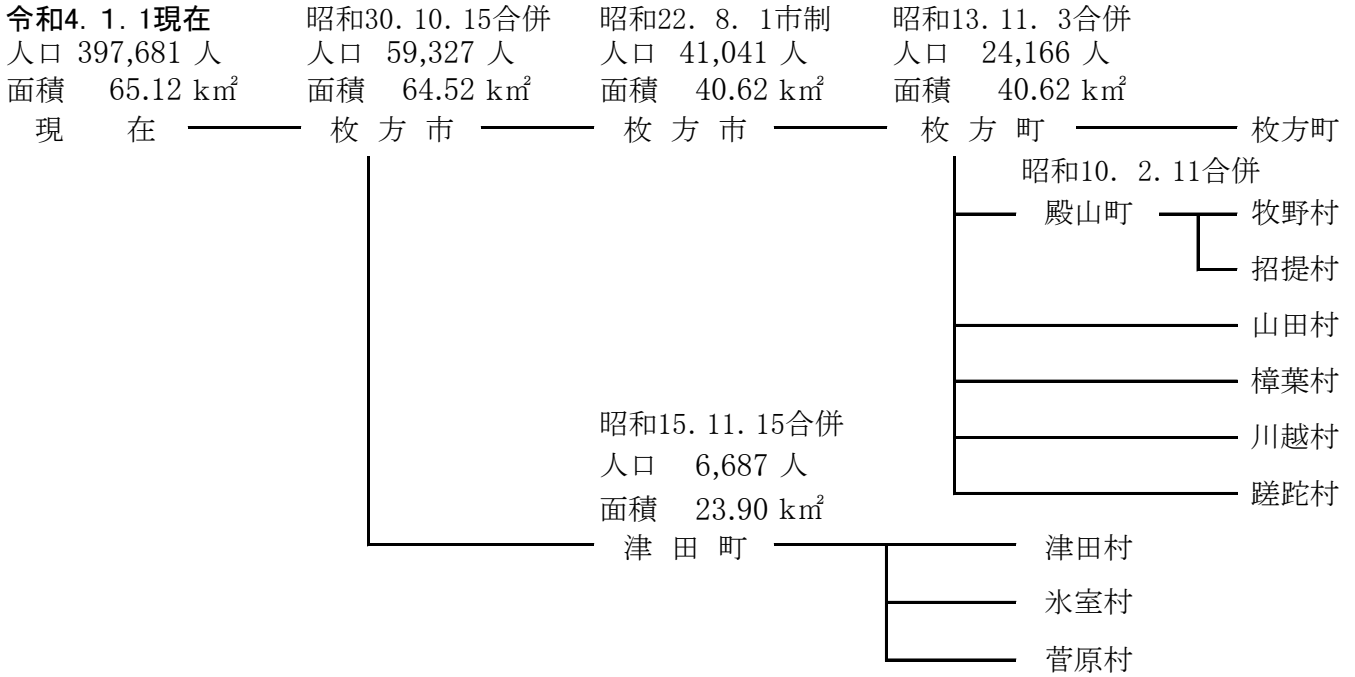 令和4. 1. 1現在 昭和30. 10. 15合併 昭和22. 8. 1市制 昭和13. 11. 3合併
人口 397,681 人 人口 59,327 人 人口 41,041 人 人口 24,166 人
面積 65.12 k㎡ 面積 64.52 k㎡ 面積 40.62 k㎡ 面積 40.62 k㎡
現 在 枚 方 市 枚 方 市 枚 方 町 枚方町
昭和10. 2. 11合併
殿山町 牧野村
招提村
山田村
樟葉村
昭和15. 11. 15合併
川越村
人口 6,687 人
蹉跎村
面積 23.90 k㎡
津 田 町 津田村
氷室村
菅原村